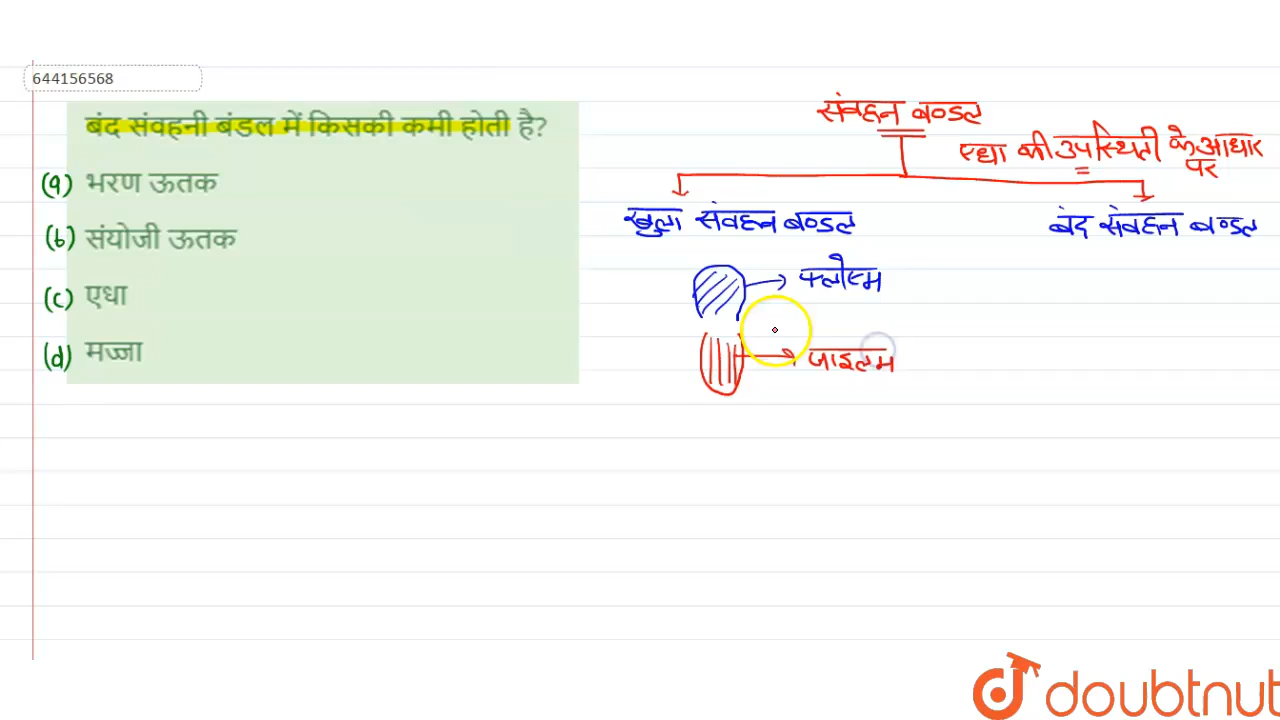 644156568
बंद संवहनी बंडल में किसकी कमी होती है?
(a) भरण ऊतक
(b) संयोजी ऊतक
(c) एधा
(d) मज्जा
संवहन बण्डल
एधा की उपस्थिती के आधार
पर
खुला संवहन बण्डल
बंद संवहन बण्डल
फ्लोएम
जाइलम
doubtnut